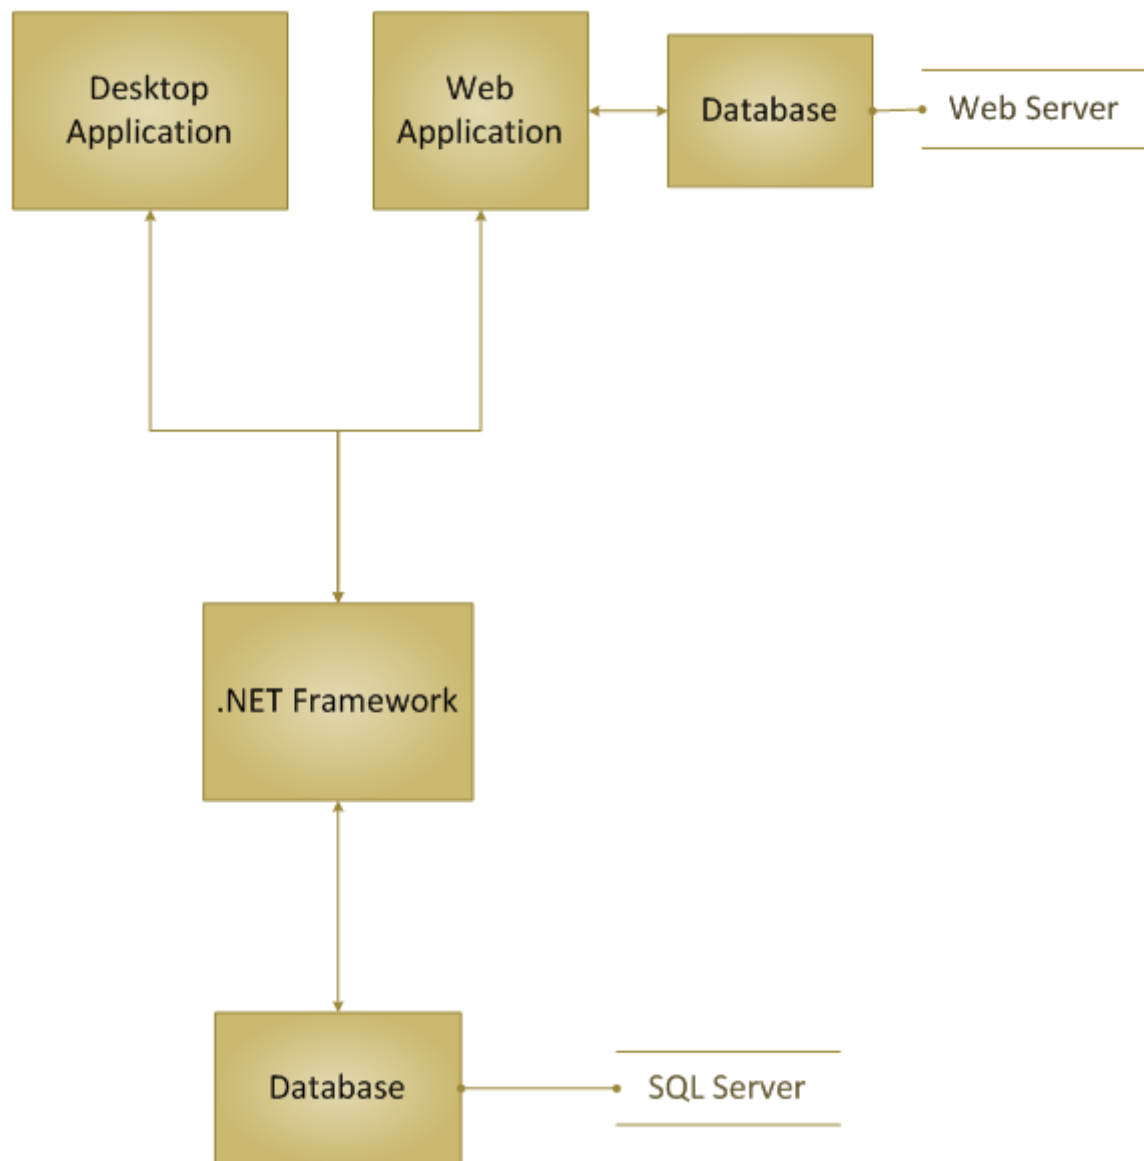 Desktop
Application
Web
Application
Database
Web Server
.NET Framework
Database
SQL Server